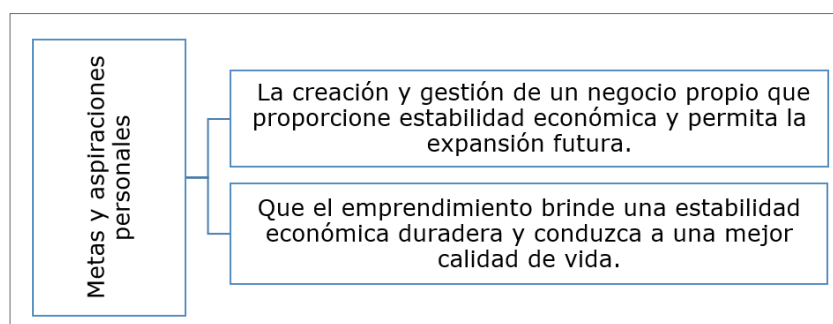 Metas y aspiraciones
personales
La creación y gestión de un negocio propio que
proporcione estabilidad económica y permita la
expansión futura.
Que el emprendimiento brinde una estabilidad
económica duradera y conduzca a una mejor
calidad de vida.